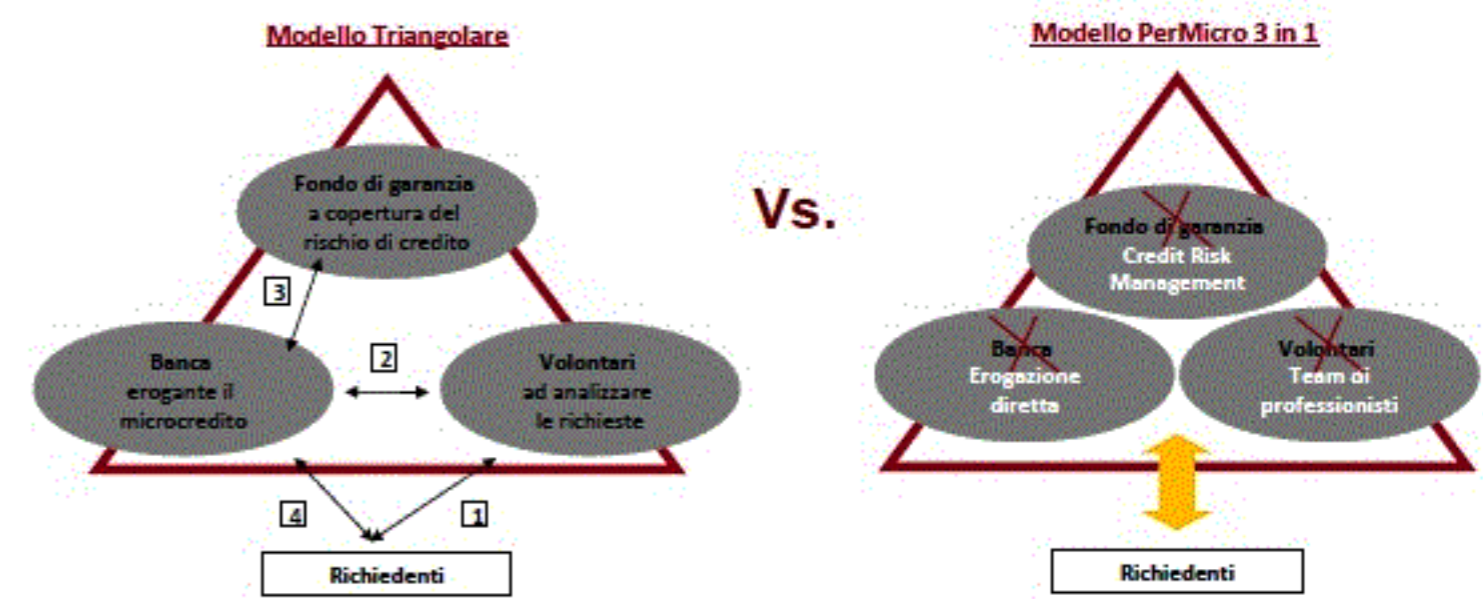 Modello Triangolare
Fondo di garanzia
a copertura del
rischio di credito
3
2
Banca
erogante il
microcredito
Volontari
ad analizzare
le richieste
4
1
Richiedenti
Vs.
Modello PerMicro 3 in 1
Fondo di garanzia
Credit Risk
Management
Banca
Erogazione
diretta
Volontari
Team di
professionisti
Richiedenti